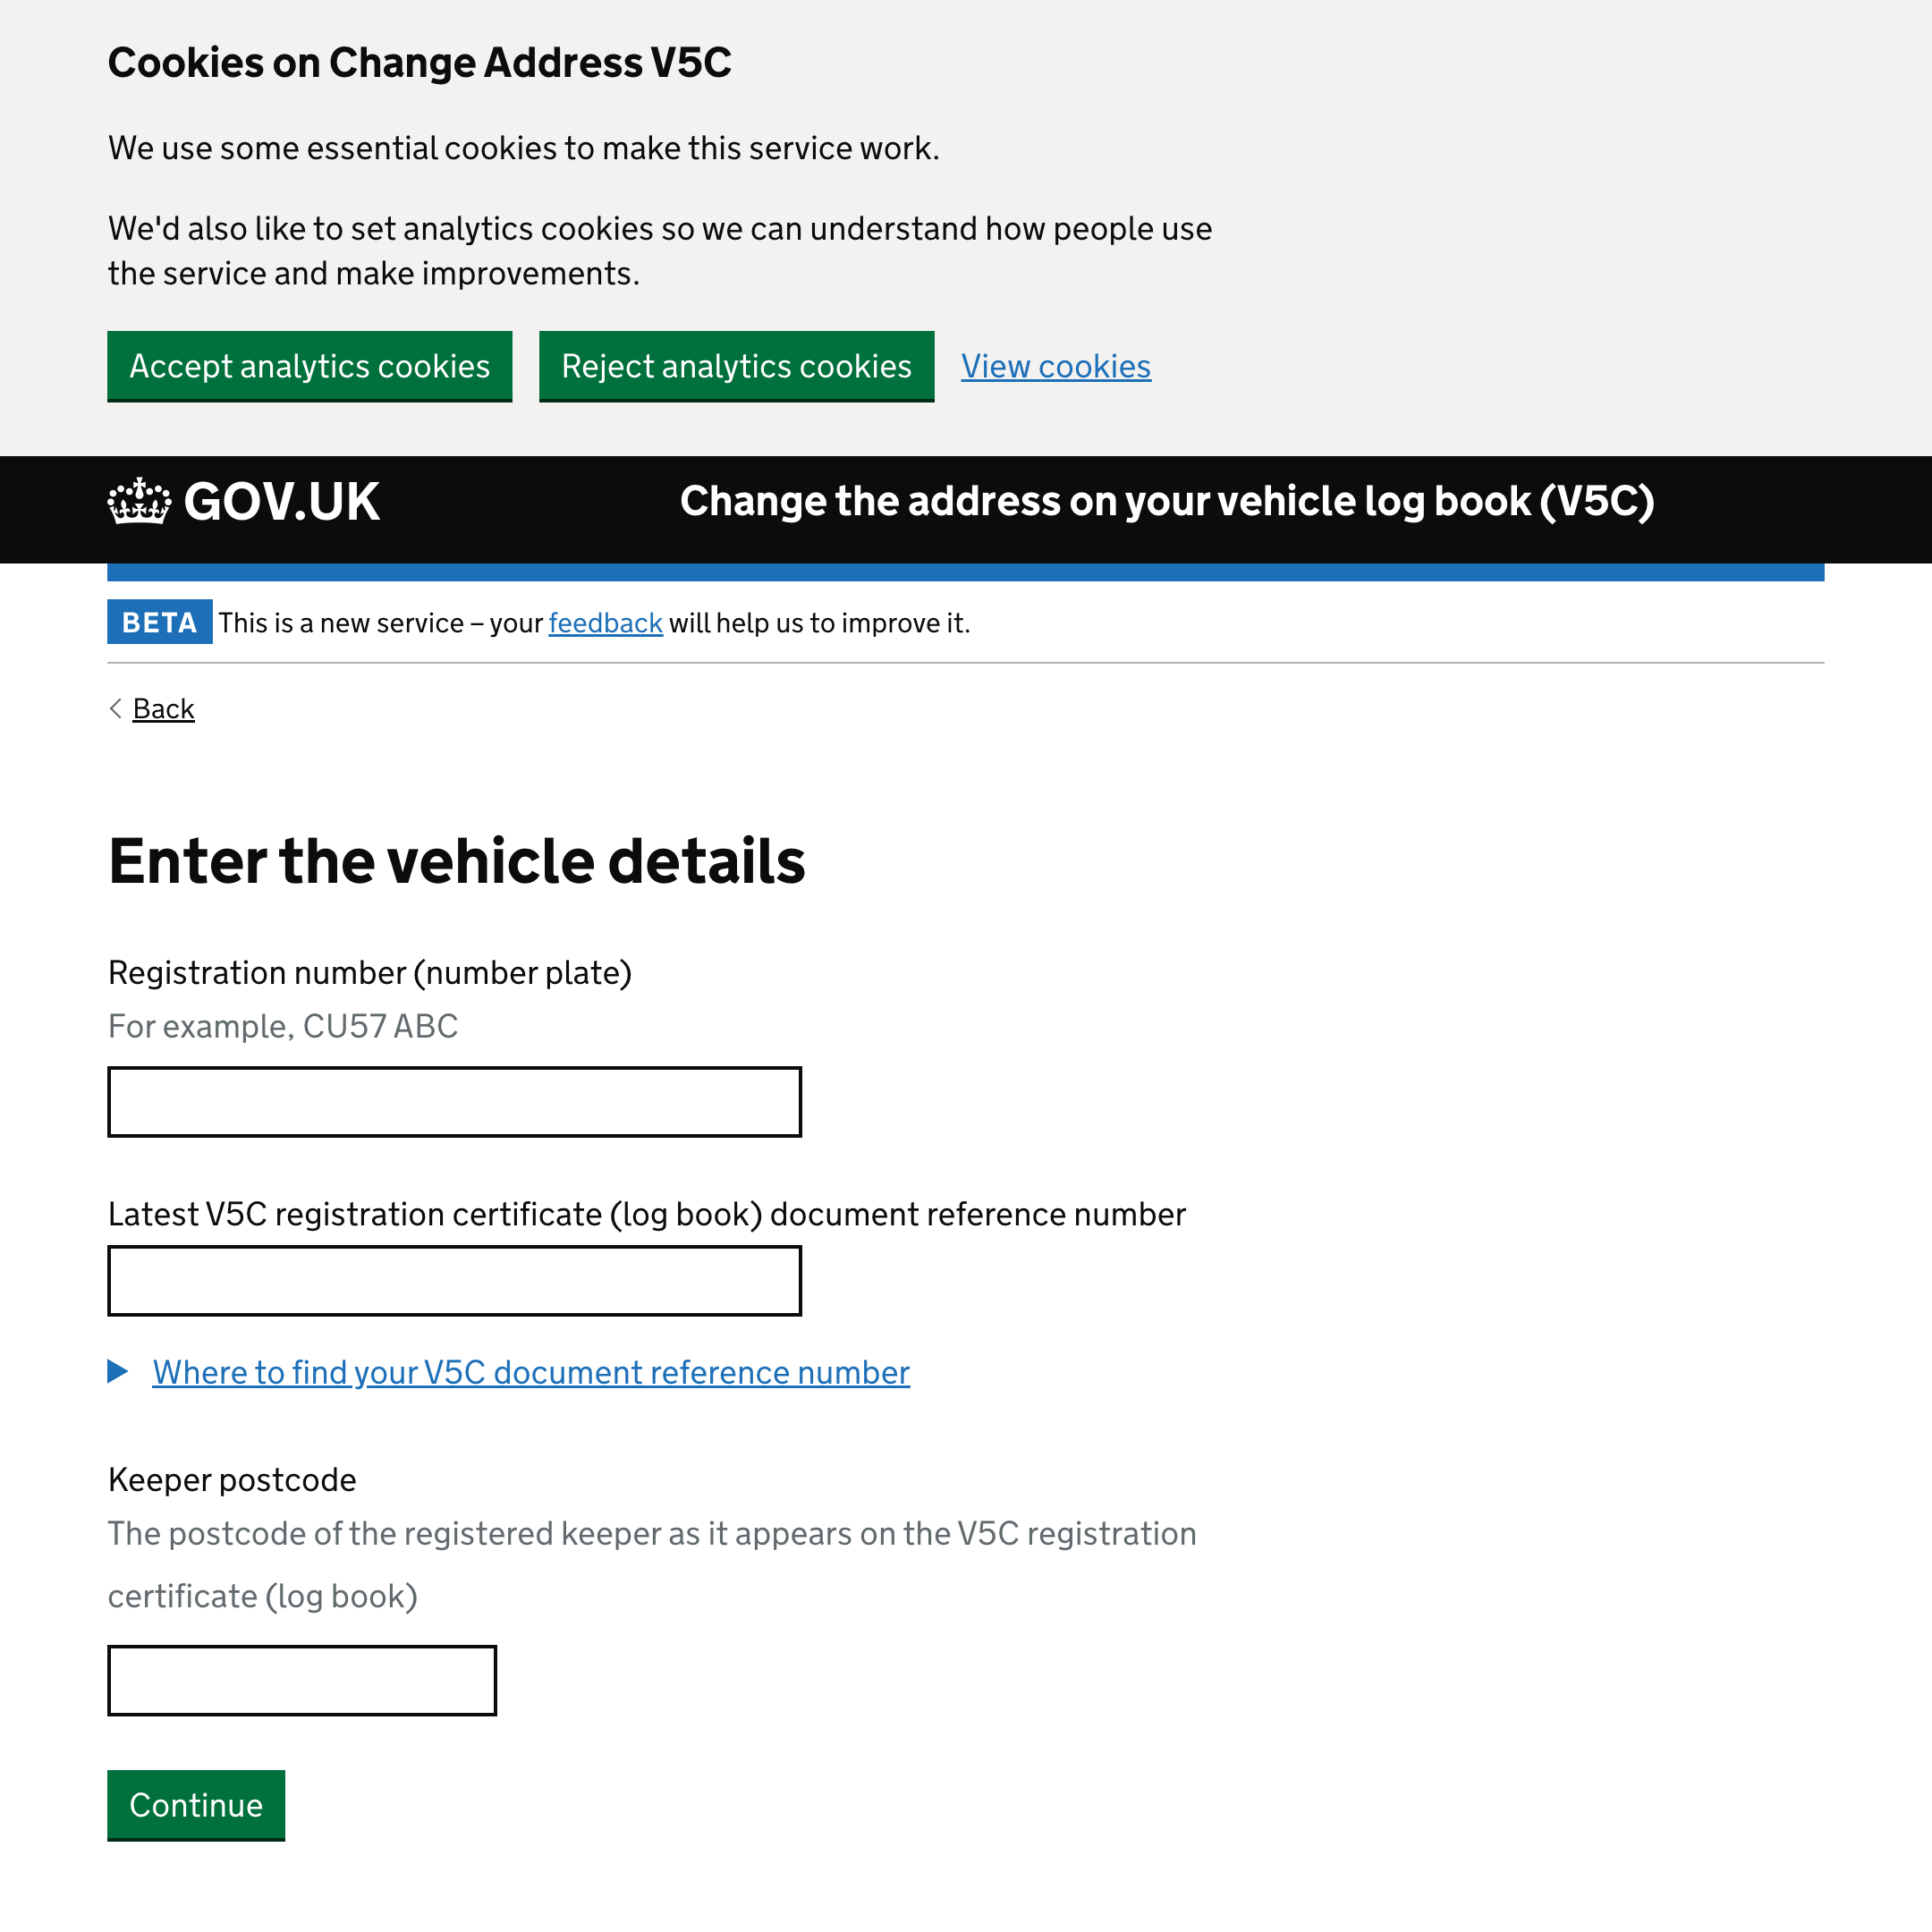 Cookies on Change Address V5C
We use some essential cookies to make this service work.
We'd also like to set analytics cookies so we can understand how people use
the service and make improvements.
Accept analytics cookies
Reject analytics cookies
View cookies
GOV.UK
Change the address on your vehicle log book (V5C)
BETA This is a new service – your feedback will help us to improve it.
Back
Enter the vehicle details
Registration number (number plate)
For example, CU57 ABC
Latest V5C registration certificate (log book) document reference number
Where to find your V5C document reference number
Keeper postcode
The postcode of the registered keeper as it appears on the V5C registration
certificate (log book)
Continue